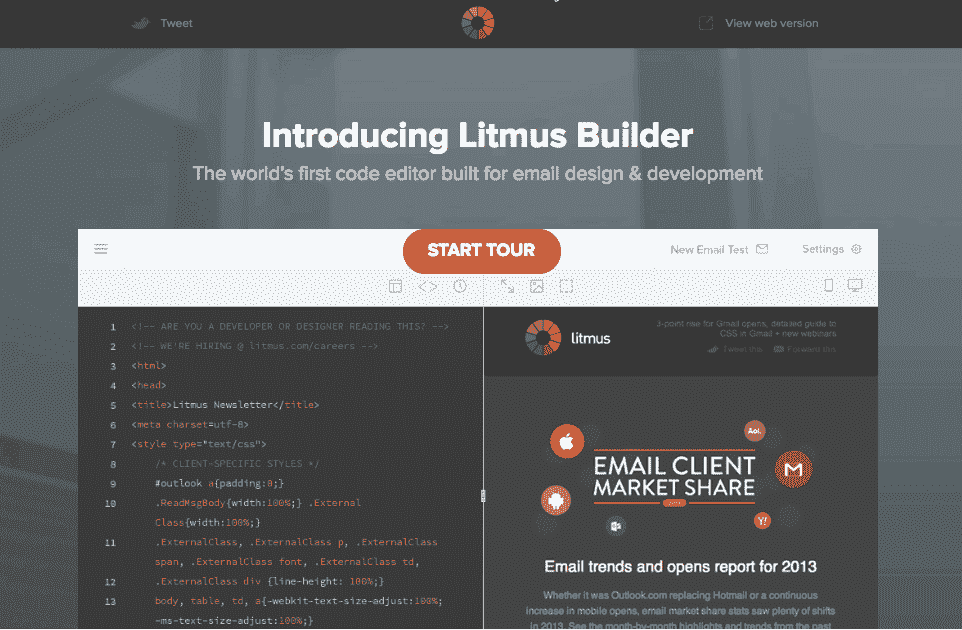 Tweet
View web version
Introducing Litmus Builder
The world's first code editor built for email design & development
START TOUR
New Email Test
Settings
1 <!-- ARE YOU A DEVELOPER OR DESIGNER READING THIS? -->
2 <!-- WE'RE HIRING @ litmus.com/careers -->
3 <html>
4 <head>
5 <title>Litmus Newsletter</title>
6 <meta charset=utf-8>
7 <style type="text/css">
8 /* CLIENT-SPECIFIC STYLES */
9 #outlook a{padding:0;}
10 .ReadMsgBody{width:100%;} .External
Class{width:100%;}
11 .ExternalClass, .ExternalClass p, .ExternalClass
span, .ExternalClass font, .ExternalClass td,
12 .ExternalClass div {line-height: 100%;}
13 body, table, td, a{-webkit-text-size-adjust:100%;
-ms-text-size-adjust:100%;}
litmus
3-point rise for Gmail opens, detailed guide to
CSS in Gmail + new webinars
Tweet this
Forward this
Aol.
EMAIL CLIENT
MARKET SHARE
Y!
Email trends and opens report for 2013
Whether it was Outlook.com replacing Hotmail or a continuous
increase in mobile opens, email market share stats saw plenty of shifts
in 2013. See the month-by-month highlights and trends from the past